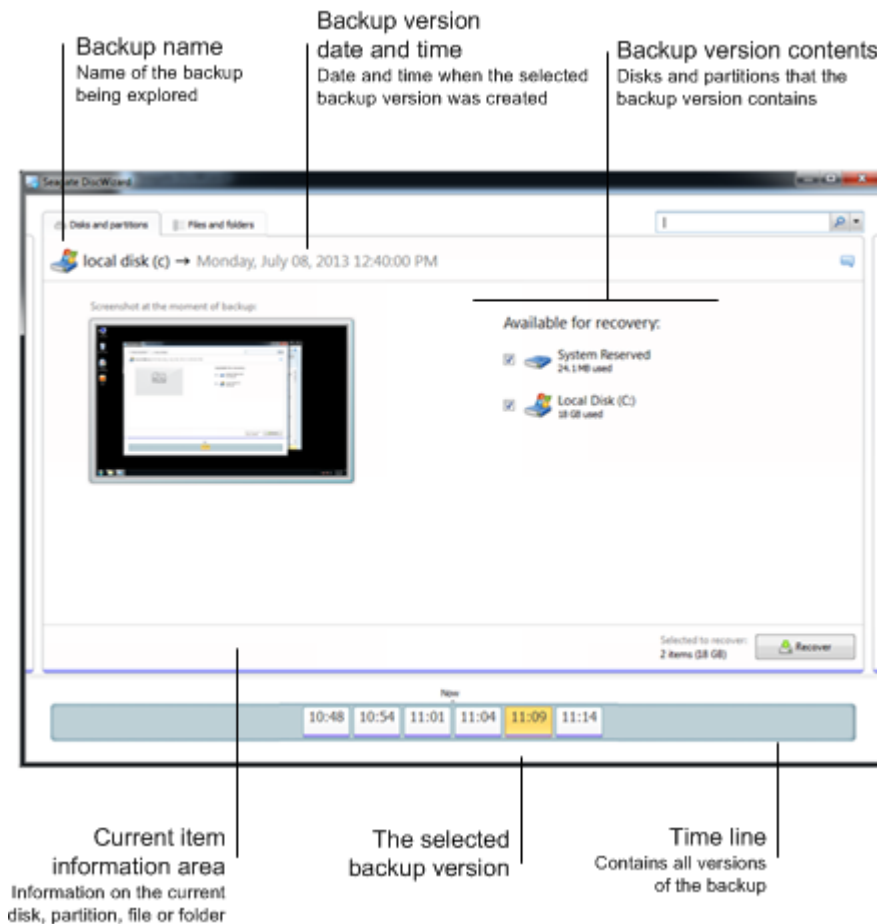 Backup name
Name of the backup
being explored
Backup version
date and time
Date and time when the selected
backup version was created
Backup version contents
Disks and partitions that the
backup version contains
Seagate DiscWizard
Disks and partitions
Files and folders
local disk (c) → Monday, July 08, 2013 12:40:00 PM
Screenshot at the moment of backup:
Available for recovery:
System Reserved
24.1 MB used
Local Disk (C:)
18 GB used
Selected to recover:
2 items (18 GB)
Recover
Now
10:48 10:54 11:01 11:04 11:09 11:14
Current item
information area
Information on the current
disk, partition, file or folder
The selected
backup version
Time line
Contains all versions
of the backup